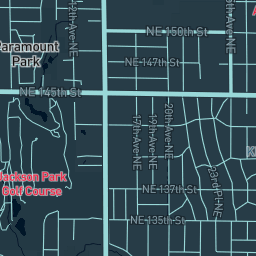 NE 150th St
Paramount
Park
NE 147th St
NE 145th St
17th Ave NE
19th Ave NE
20th Ave NE
Jackson Park
Golf Course
NE 137th St
23rd Pl NE
NE 135th St